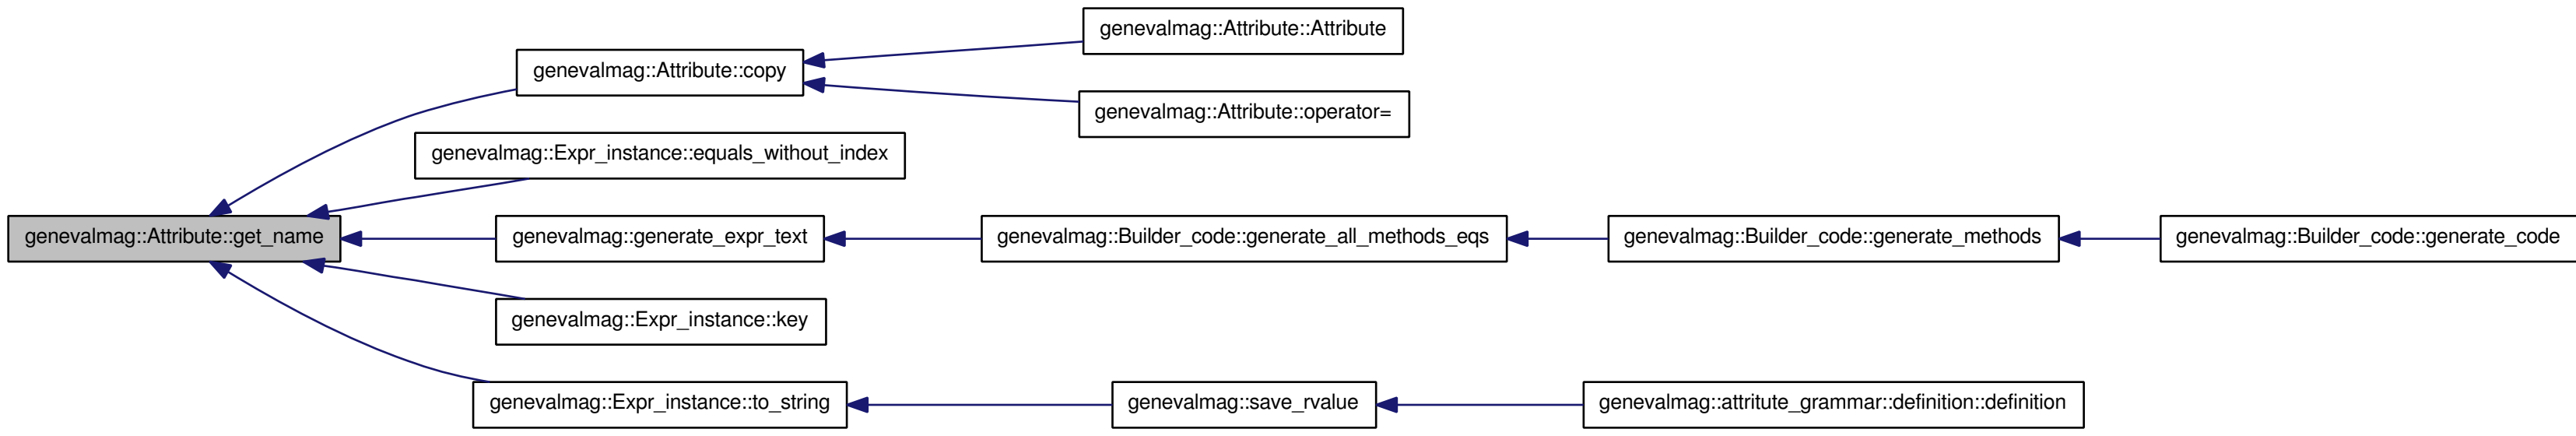 genevalmag::Attribute::Attribute
genevalmag::Attribute::copy
genevalmag::Attribute::operator=
genevalmag::Expr_instance::equals_without_index
genevalmag::Attribute::get_name
genevalmag::generate_expr_text
genevalmag::Builder_code::generate_all_methods_eqs
genevalmag::Builder_code::generate_methods
genevalmag::Builder_code::generate_code
genevalmag::Expr_instance::key
genevalmag::Expr_instance::to_string
genevalmag::save_rvalue
genevalmag::attritute_grammar::definition::definition